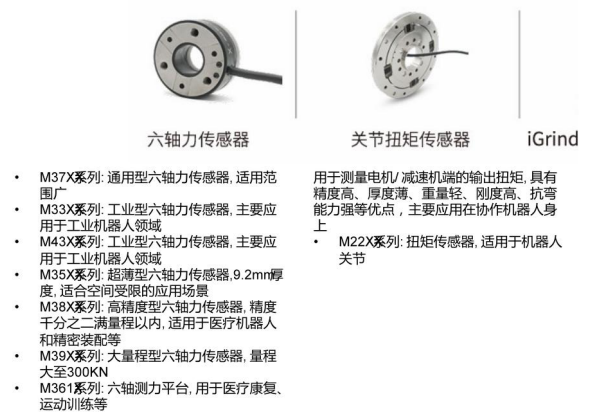 六轴力传感器
关节扭矩传感器
iGrind
• M37X系列: 通用型六轴力传感器, 适用范
围广
• M33X系列: 工业型六轴力传感器, 主要应
用于工业机器人领域
• M43X系列: 工业型六轴力传感器, 主要应
用于工业机器人领域
• M35X系列: 超薄型六轴力传感器,9.2mm厚
度, 适合空间受限的应用场景
• M38X系列: 高精度型六轴力传感器, 精度
千分之二满量程以内, 适用于医疗机器人
和精密装配等
• M39X系列: 大量程型六轴力传感器, 量程
大至300KN
• M361X系列: 六轴测力平台, 用于医疗康复、
运动训练等
用于测量电机/ 减速机端的输出扭矩, 具有
精度高、厚度薄、重量轻、刚度高、抗弯
能力强等优点，主要应用在协作机器人身
上
• M22X系列: 扭矩传感器, 适用于机器人
关节